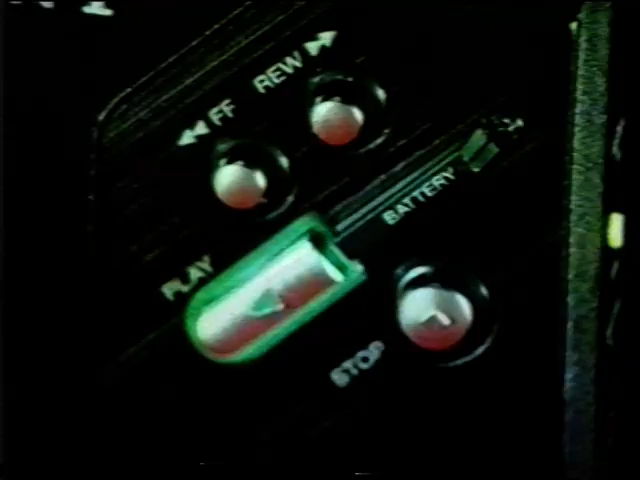 REW ▶▶
◀◀ FF
BATTERY
PLAY
STOP